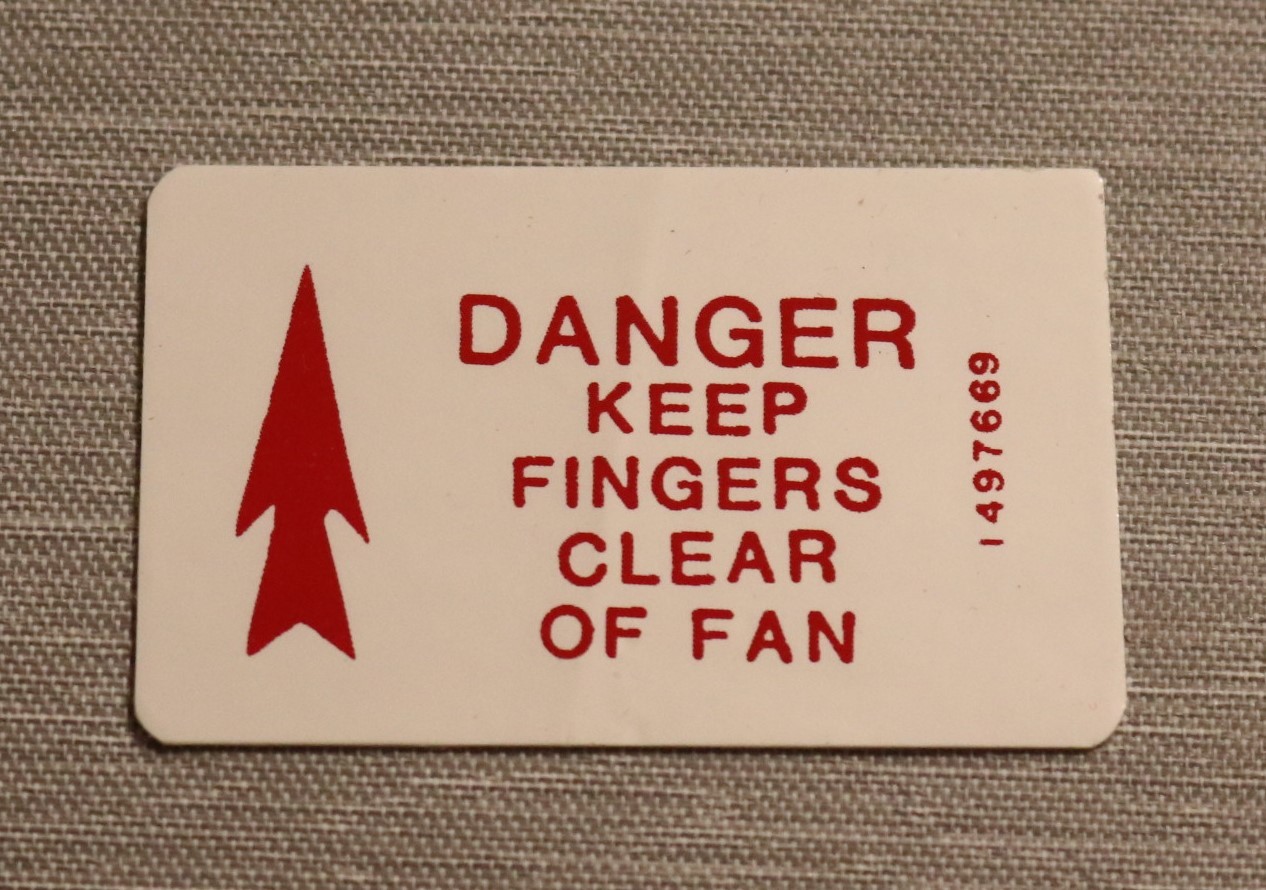 DANGER
KEEP
FINGERS
CLEAR
OF FAN
1497669